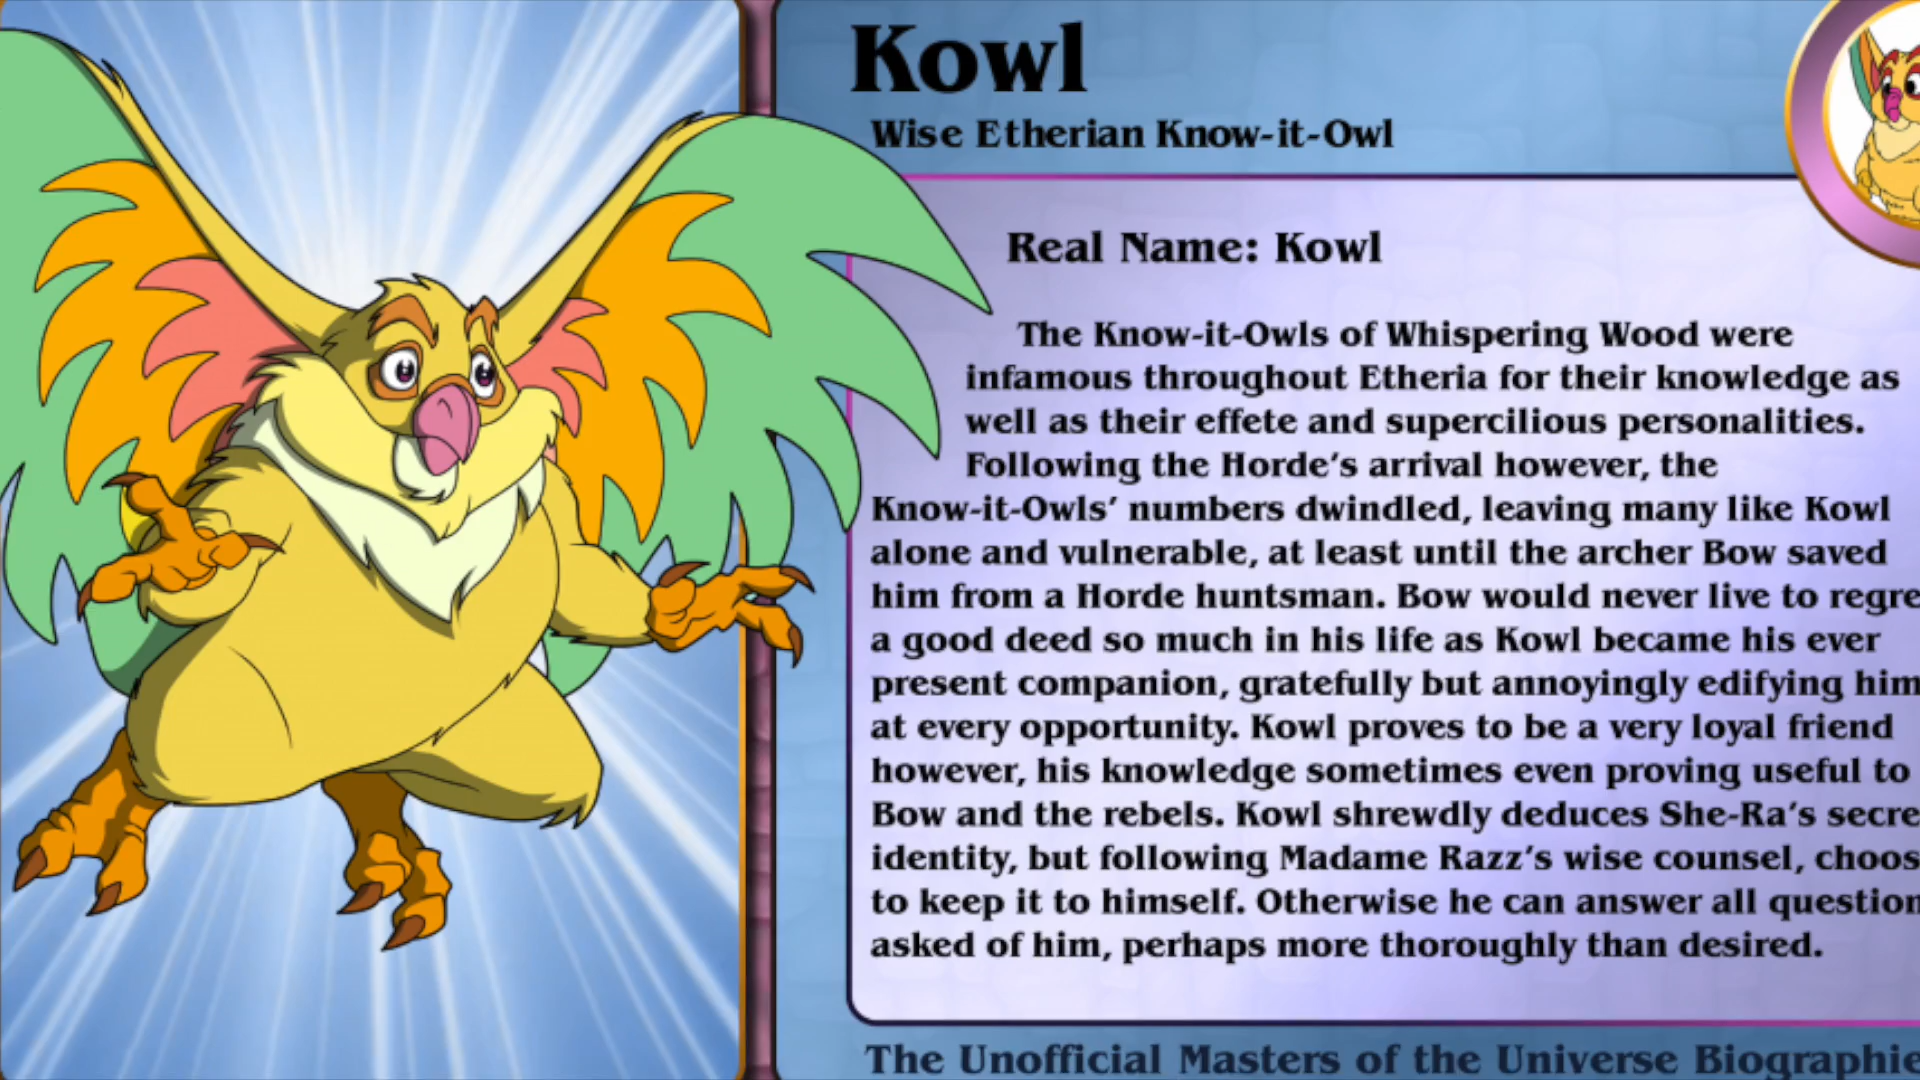 Kowl
Wise Etherian Know-it-Owl
Real Name: Kowl
The Know-it-Owls of Whispering Wood were
infamous throughout Etheria for their knowledge as
well as their effete and supercilious personalities.
Following the Horde's arrival however, the
Know-it-Owls' numbers dwindled, leaving many like Kowl
alone and vulnerable, at least until the archer Bow saved
him from a Horde huntsman. Bow would never live to regre
a good deed so much in his life as Kowl became his ever
present companion, gratefully but annoyingly edifying him
at every opportunity. Kowl proves to be a very loyal friend
however, his knowledge sometimes even proving useful to
Bow and the rebels. Kowl shrewdly deduces She-Ra's secre
identity, but following Madame Razz's wise counsel, choos
to keep it to himself. Otherwise he can answer all question
asked of him, perhaps more thoroughly than desired.
The Unofficial Masters of the Universe Biographie